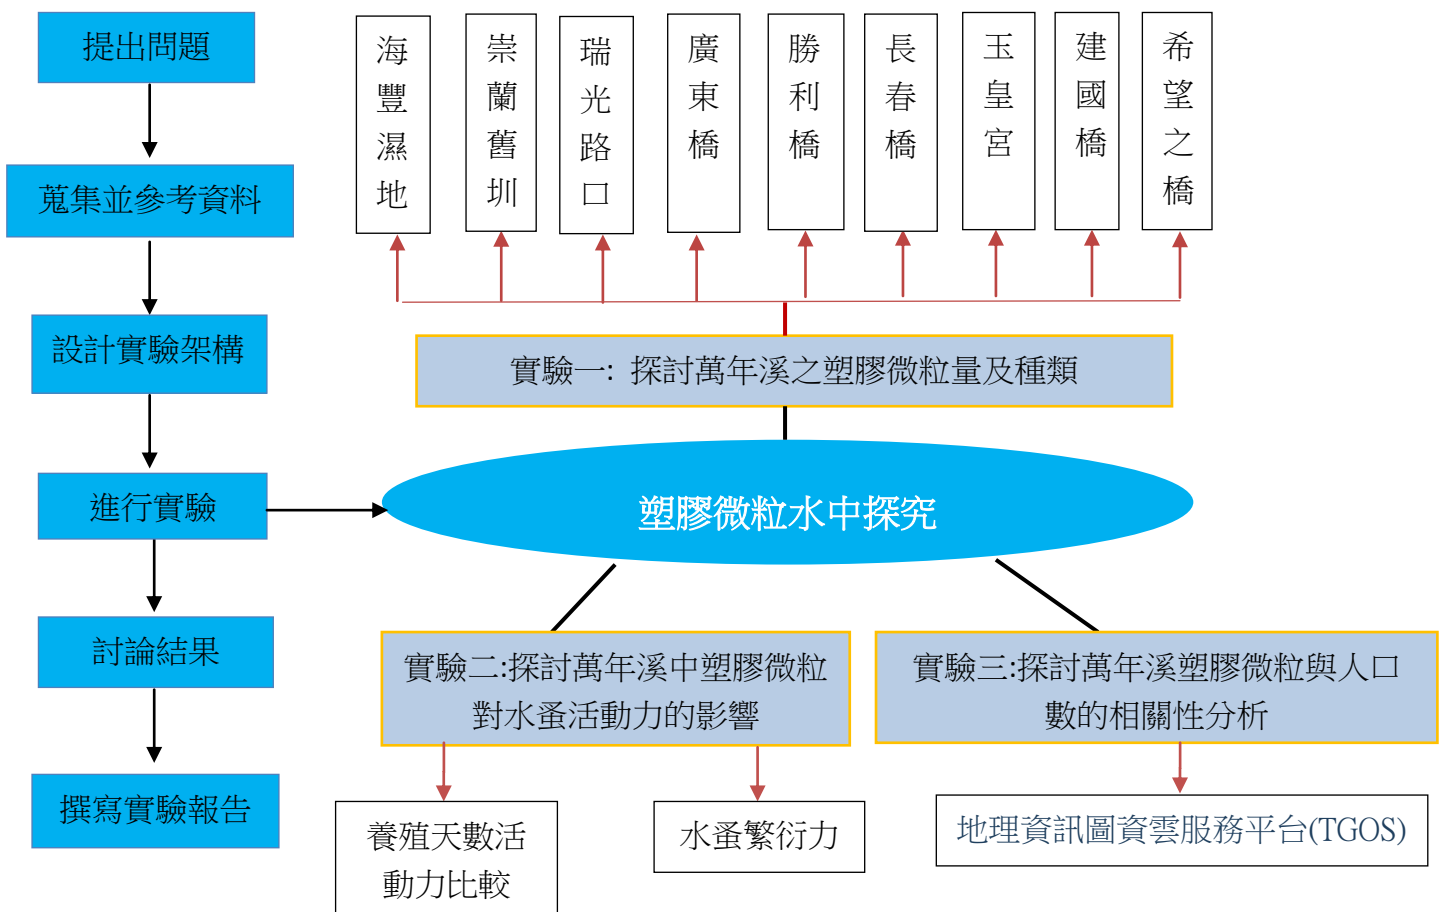 提出問題
蒐集並參考資料
設計實驗架構
進行實驗
討論結果
撰寫實驗報告
海豐濕地
崇蘭舊圳
瑞光路口
廣東橋
勝利橋
長春橋
玉皇宮
建國橋
希望之橋
實驗一: 探討萬年溪之塑膠微粒量及種類
塑膠微粒水中探究
實驗二:探討萬年溪中塑膠微粒
對水蚤活動力的影響
實驗三:探討萬年溪塑膠微粒與人口
數的相關性分析
養殖天數活
動力比較
水蚤繁衍力
地理資訊圖資雲服務平台(TGOS)